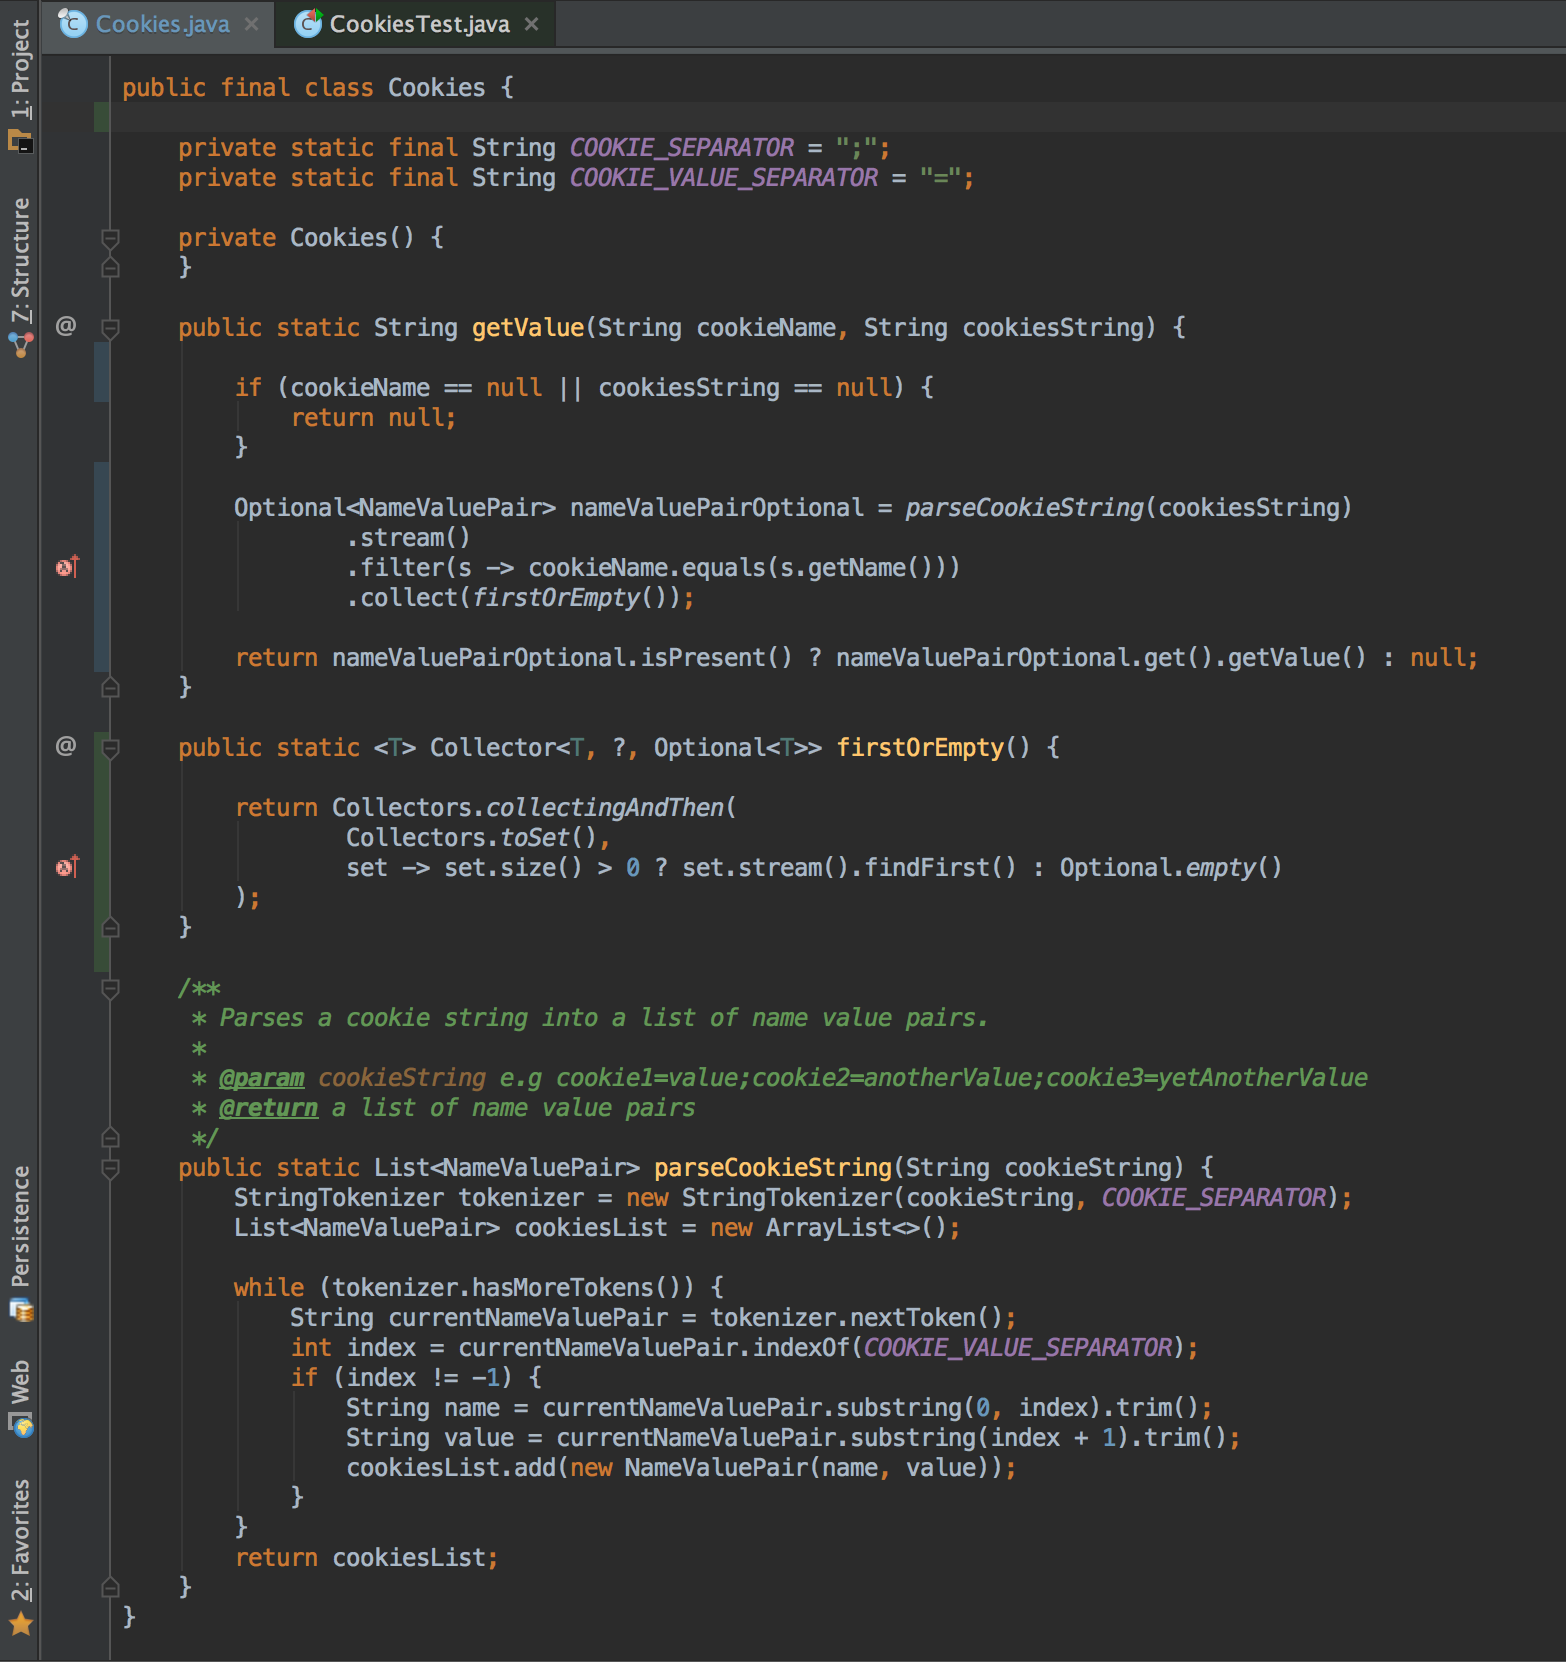 Cookies.java
CookiesTest.java
1: Project
7: Structure
Persistence
Web
2: Favorites
public final class Cookies {
private static final String COOKIE_SEPARATOR = ";";
private static final String COOKIE_VALUE_SEPARATOR = "=";
private Cookies() {
}
public static String getValue(String cookieName, String cookiesString) {
if (cookieName == null || cookiesString == null) {
return null;
}
Optional<NameValuePair> nameValuePairOptional = parseCookieString(cookiesString)
.stream()
.filter(s -> cookieName.equals(s.getName()))
.collect(firstOrEmpty());
return nameValuePairOptional.isPresent() ? nameValuePairOptional.get().getValue() : null;
}
public static <T> Collector<T, ?, Optional<T>> firstOrEmpty() {
return Collectors.collectingAndThen(
Collectors.toSet(),
set -> set.size() > 0 ? set.stream().findFirst() : Optional.empty()
);
}
/**
* Parses a cookie string into a list of name value pairs.
*
* @param cookieString e.g cookie1=value;cookie2=anotherValue;cookie3=yetAnotherValue
* @return a list of name value pairs
*/
public static List<NameValuePair> parseCookieString(String cookieString) {
StringTokenizer tokenizer = new StringTokenizer(cookieString, COOKIE_SEPARATOR);
List<NameValuePair> cookiesList = new ArrayList<>();
while (tokenizer.hasMoreTokens()) {
String currentNameValuePair = tokenizer.nextToken();
int index = currentNameValuePair.indexOf(COOKIE_VALUE_SEPARATOR);
if (index != -1) {
String name = currentNameValuePair.substring(0, index).trim();
String value = currentNameValuePair.substring(index + 1).trim();
cookiesList.add(new NameValuePair(name, value));
}
}
return cookiesList;
}
}